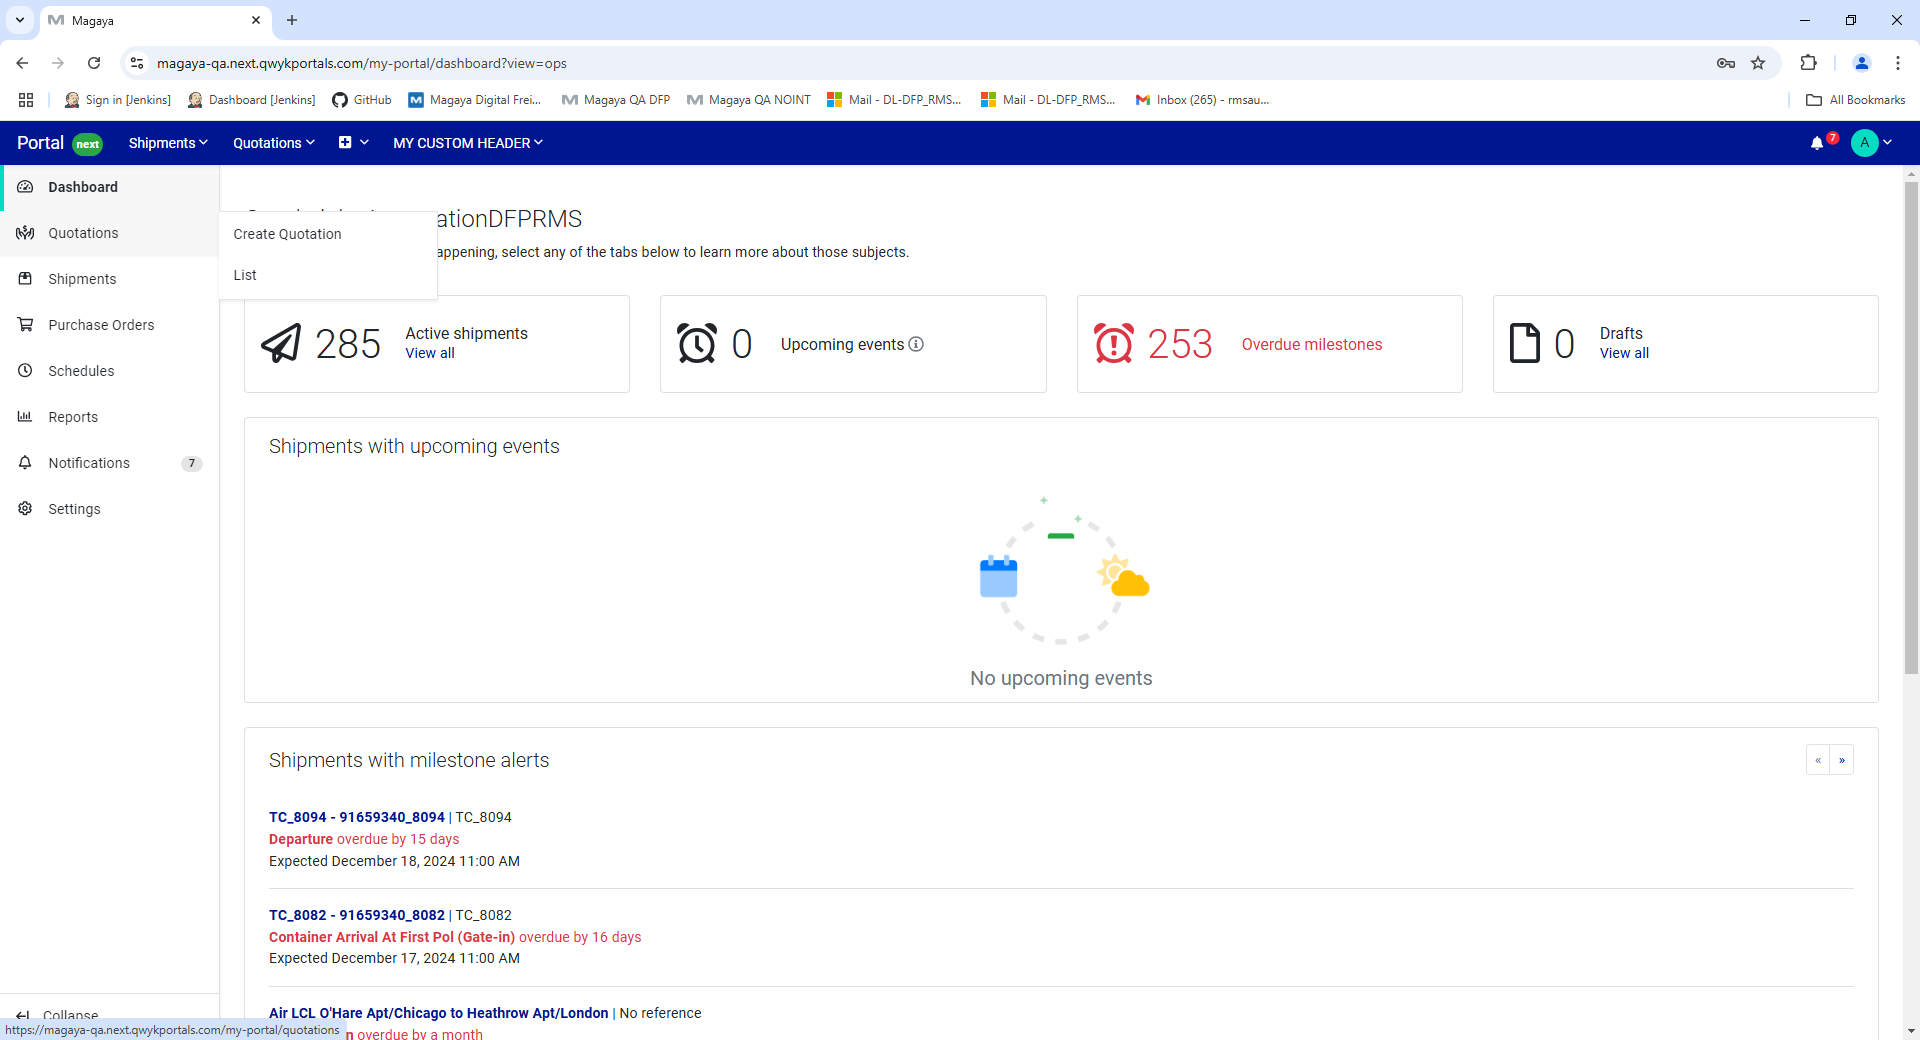 Magaya
magaya-qa.next.qwykportals.com/my-portal/dashboard?view=ops
Sign in [Jenkins]
Dashboard [Jenkins]
GitHub
Magaya Digital Frei...
Magaya QA DFP
Magaya QA NOINT
Mail - DL-DFP_RMS...
Mail - DL-DFP_RMS...
Inbox (265) - rmsau...
All Bookmarks
Portal next
Shipments
Quotations
MY CUSTOM HEADER
7
A
Dashboard
Quotations
Shipments
Purchase Orders
Schedules
Reports
Notifications 7
Settings
Collapse
Create Quotation
List
ationDFPRMS
appening, select any of the tabs below to learn more about those subjects.
285 Active shipments
View all
0 Upcoming events
253 Overdue milestones
0 Drafts
View all
Shipments with upcoming events
No upcoming events
Shipments with milestone alerts
« »
TC_8094 - 91659340_8094 | TC_8094
Departure overdue by 15 days
Expected December 18, 2024 11:00 AM
TC_8082 - 91659340_8082 | TC_8082
Container Arrival At First Pol (Gate-in) overdue by 16 days
Expected December 17, 2024 11:00 AM
Air LCL O'Hare Apt/Chicago to Heathrow Apt/London | No reference
n overdue by a month
https://magaya-qa.next.qwykportals.com/my-portal/quotations